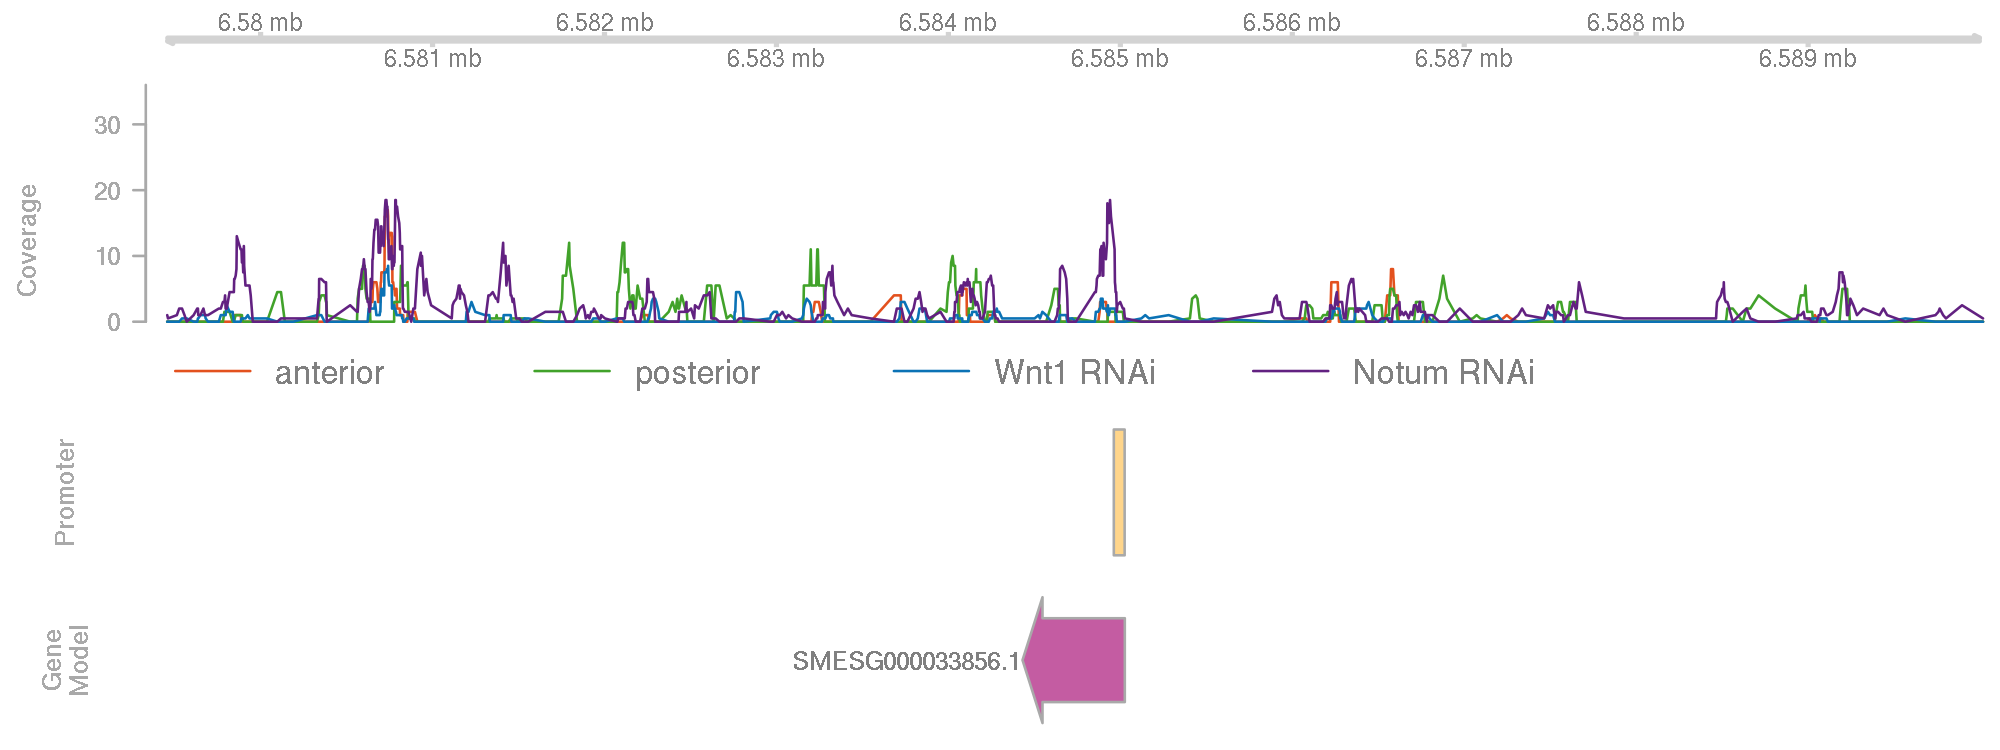 6.58 mb 6.582 mb 6.584 mb 6.586 mb 6.588 mb
6.581 mb 6.583 mb 6.585 mb 6.587 mb 6.589 mb
Coverage
30
20
10
0
anterior posterior Wnt1 RNAi Notum RNAi
Promoter
Gene
Model
SMESG000033856.1